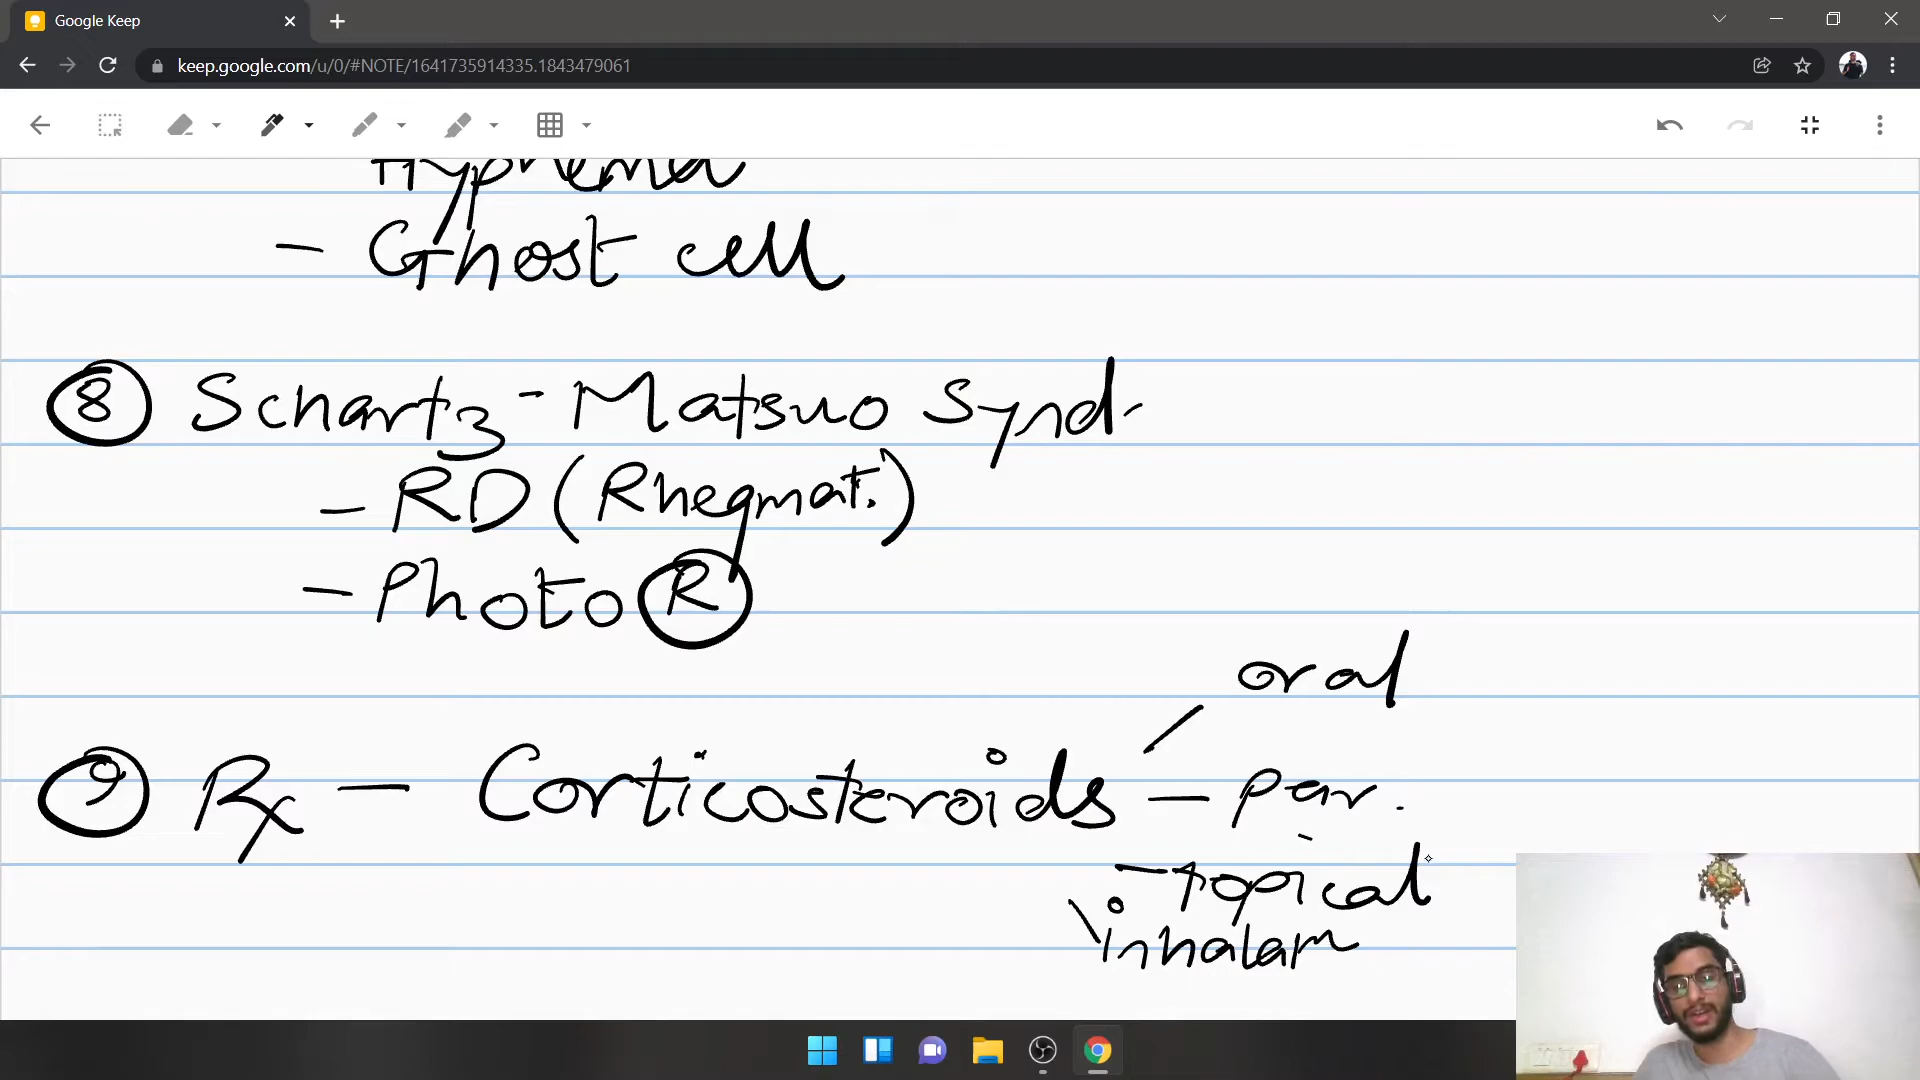 Google Keep
keep.google.com/u/0/#NOTE/1641735914335.1843479061
Hyphema
- Ghost cell
8 Schartz - Matsuo Synd.
- RD (Rhegmat.)
- Photo R
oral
9 Rx - Corticosteroids - par.
- topical